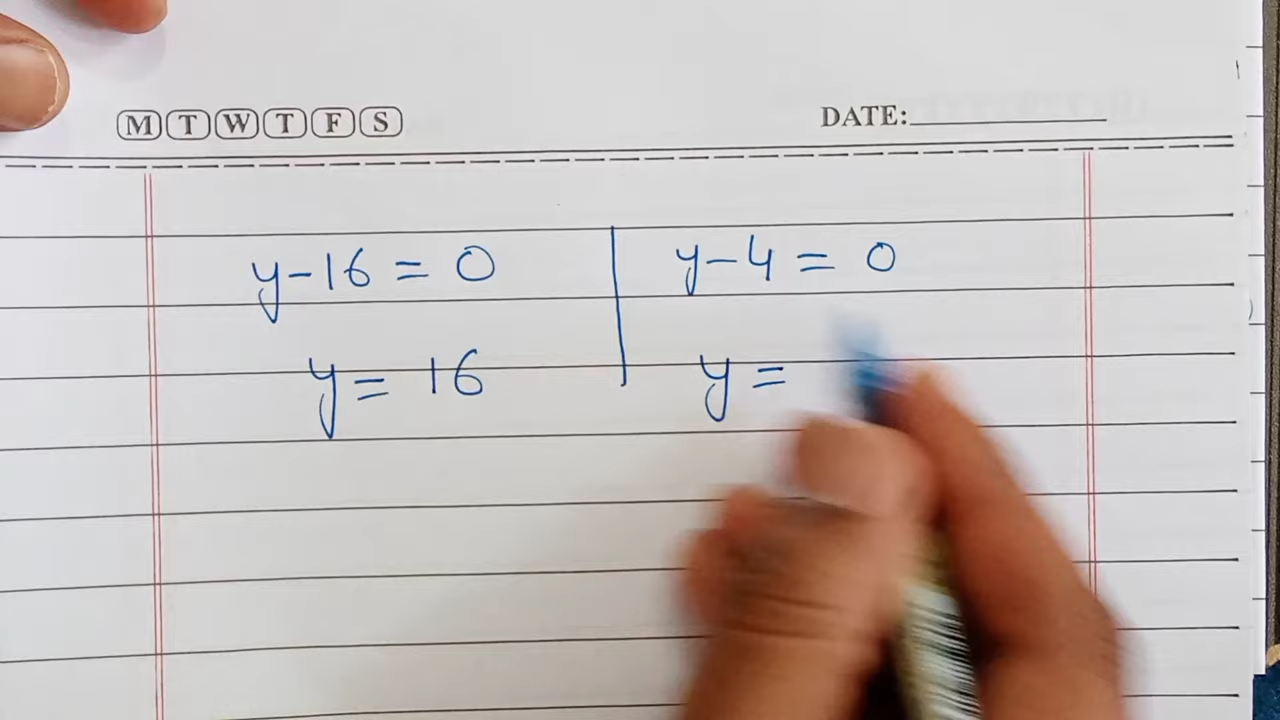 M T W T F S DATE:
y-16 = 0
y = 16
y-4 = 0
y =